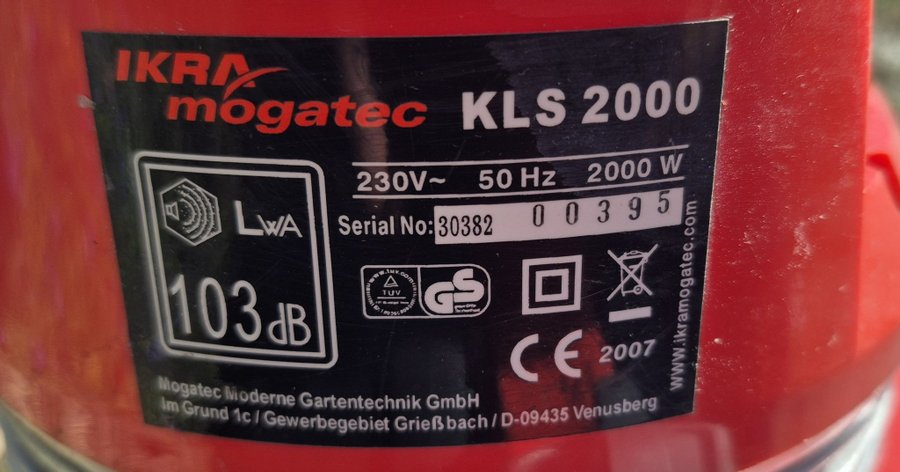 IKRA
mogatec
KLS 2000
230V~ 50 Hz 2000 W
Serial No: 30382 00395
LWA
103 dB
TÜV
GS
CE 2007
www.ikramogatec.com
Mogatec Moderne Gartentechnik GmbH
Im Grund 1c / Gewerbegebiet Grießbach / D-09435 Venusberg